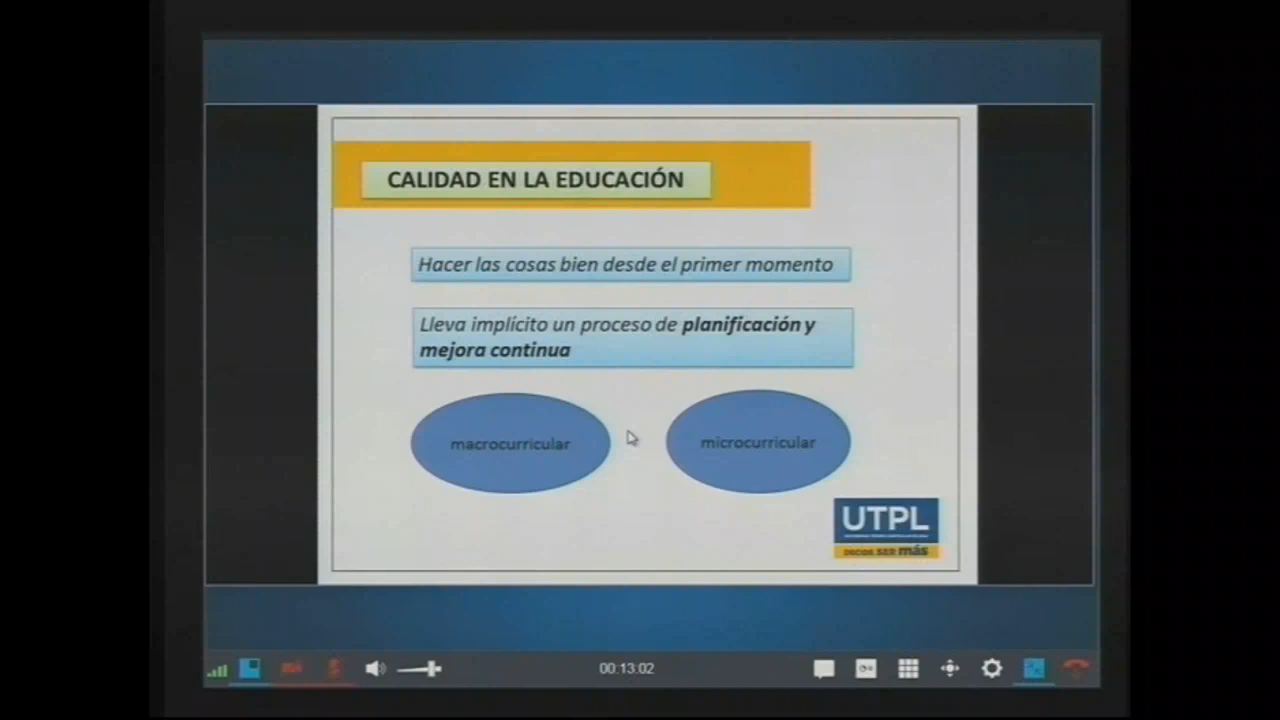 CALIDAD EN LA EDUCACIÓN
Hacer las cosas bien desde el primer momento
Lleva implícito un proceso de planificación y
mejora continua
macrocurricular
microcurricular
UTPL
DECIDE SER más
00:13:02